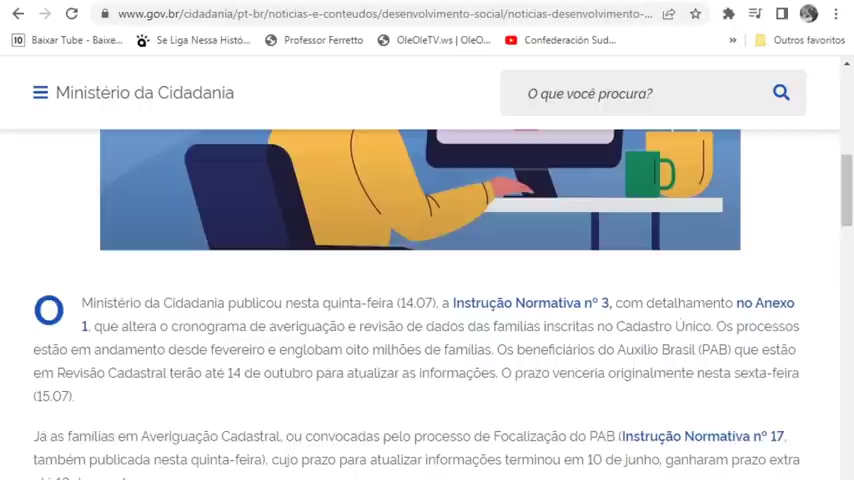 www.gov.br/cidadania/pt-br/noticias-e-conteudos/desenvolvimento-social/noticias-desenvolvimento-...
Baixar Tube - Baixe... Se Liga Nessa Histó... Professor Ferretto OleOleTV.ws | OleO... Confederación Sud... » Outros favoritos
Ministério da Cidadania
O que você procura?
O Ministério da Cidadania publicou nesta quinta-feira (14.07), a Instrução Normativa nº 3, com detalhamento no Anexo
1, que altera o cronograma de averiguação e revisão de dados das famílias inscritas no Cadastro Único. Os processos
estão em andamento desde fevereiro e englobam oito milhões de famílias. Os beneficiários do Auxílio Brasil (PAB) que estão
em Revisão Cadastral terão até 14 de outubro para atualizar as informações. O prazo venceria originalmente nesta sexta-feira
(15.07).
Já as famílias em Averiguação Cadastral, ou convocadas pelo processo de Focalização do PAB (Instrução Normativa nº 17,
também publicada nesta quinta-feira), cujo prazo para atualizar informações terminou em 10 de junho, ganharam prazo extra